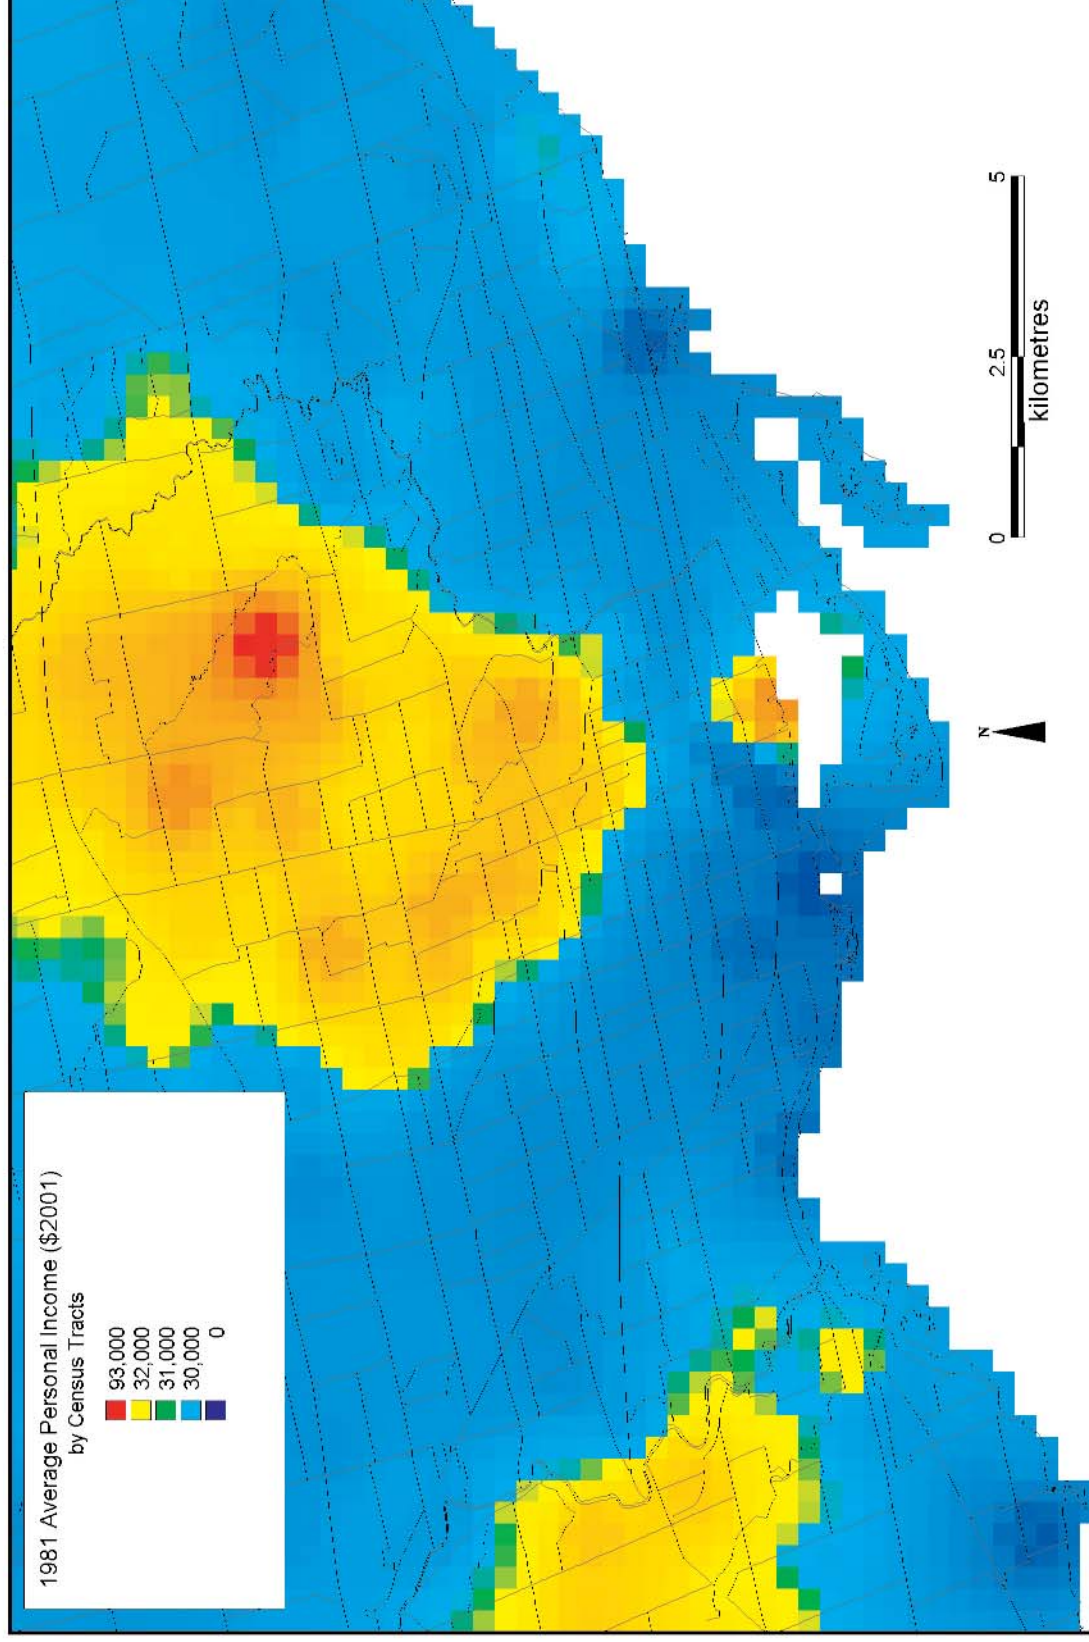 1981 Average Personal Income ($2001)
by Census Tracts
93,000
32,000
31,000
30,000
0
N
0 2.5 5
kilometres